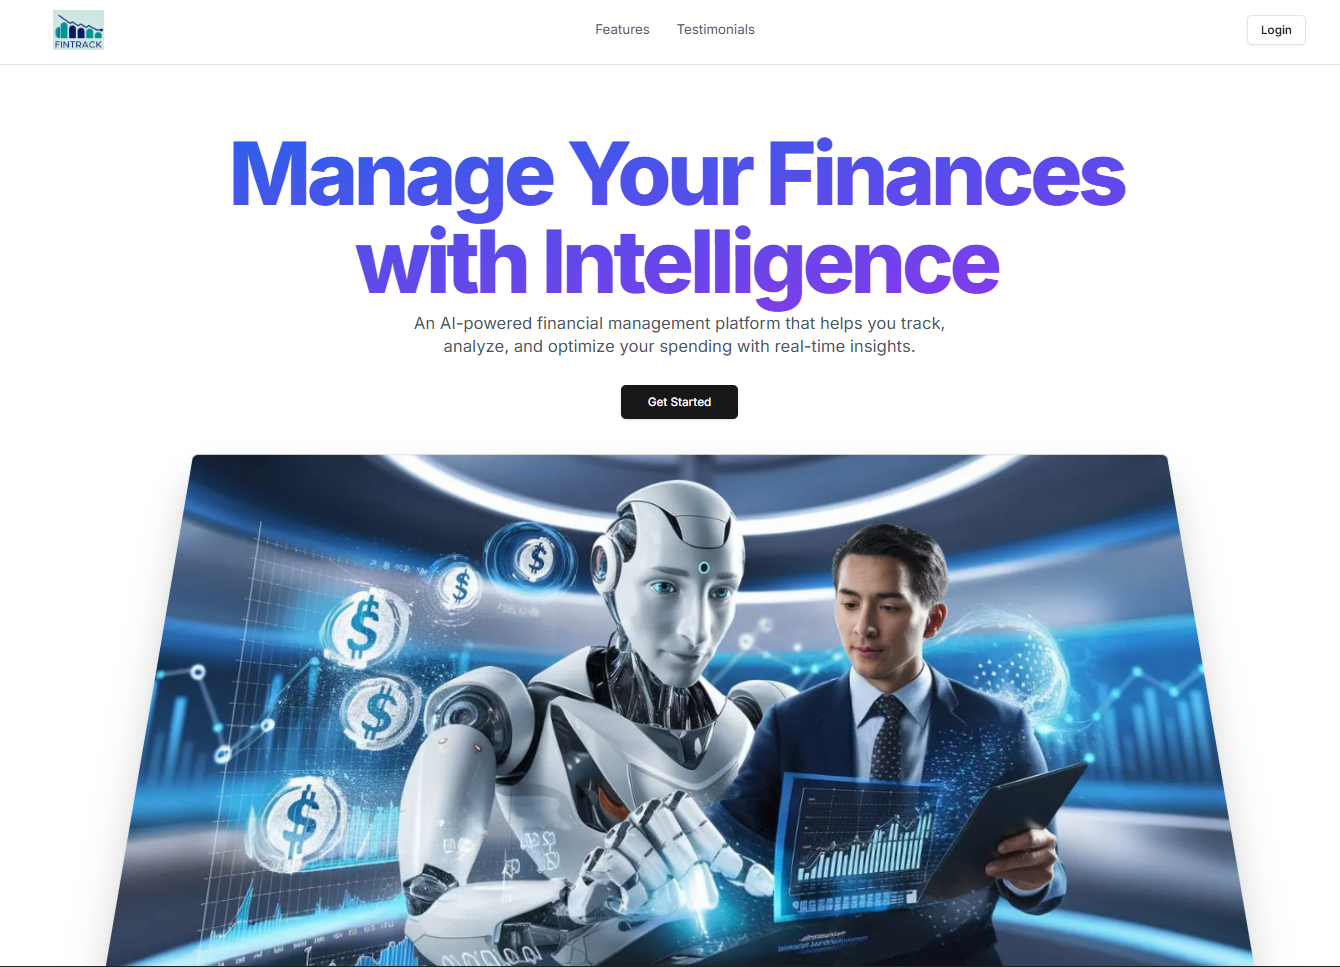 FINTRACK
Features
Testimonials
Login
Manage Your Finances
with Intelligence
An AI-powered financial management platform that helps you track,
analyze, and optimize your spending with real-time insights.
Get Started
$
$
$
$
$